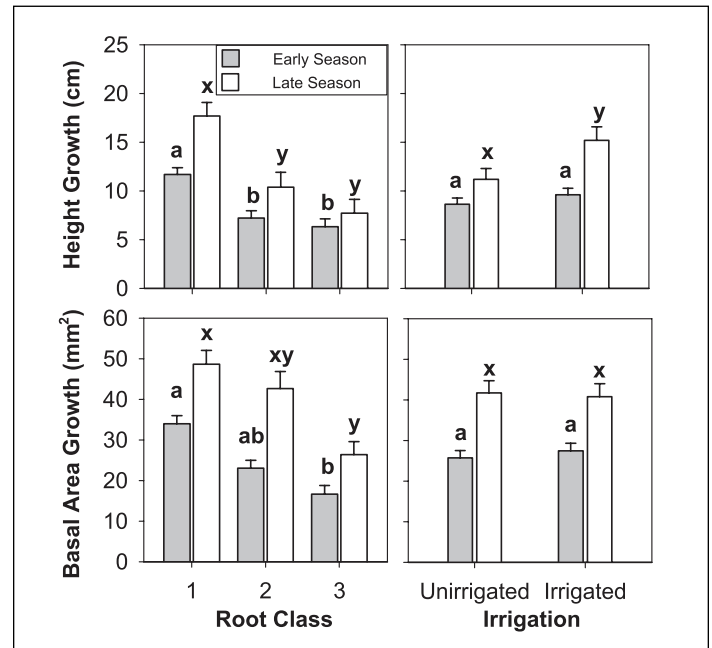 Height Growth (cm)
25
20
15
10
5
0
Early Season
Late Season
a
x
b
y
b
y
a
x
a
y
Basal Area Growth (mm²)
60
50
40
30
20
10
0
a
x
ab
xy
b
y
a
x
a
x
1 2 3
Root Class
Unirrigated Irrigated
Irrigation